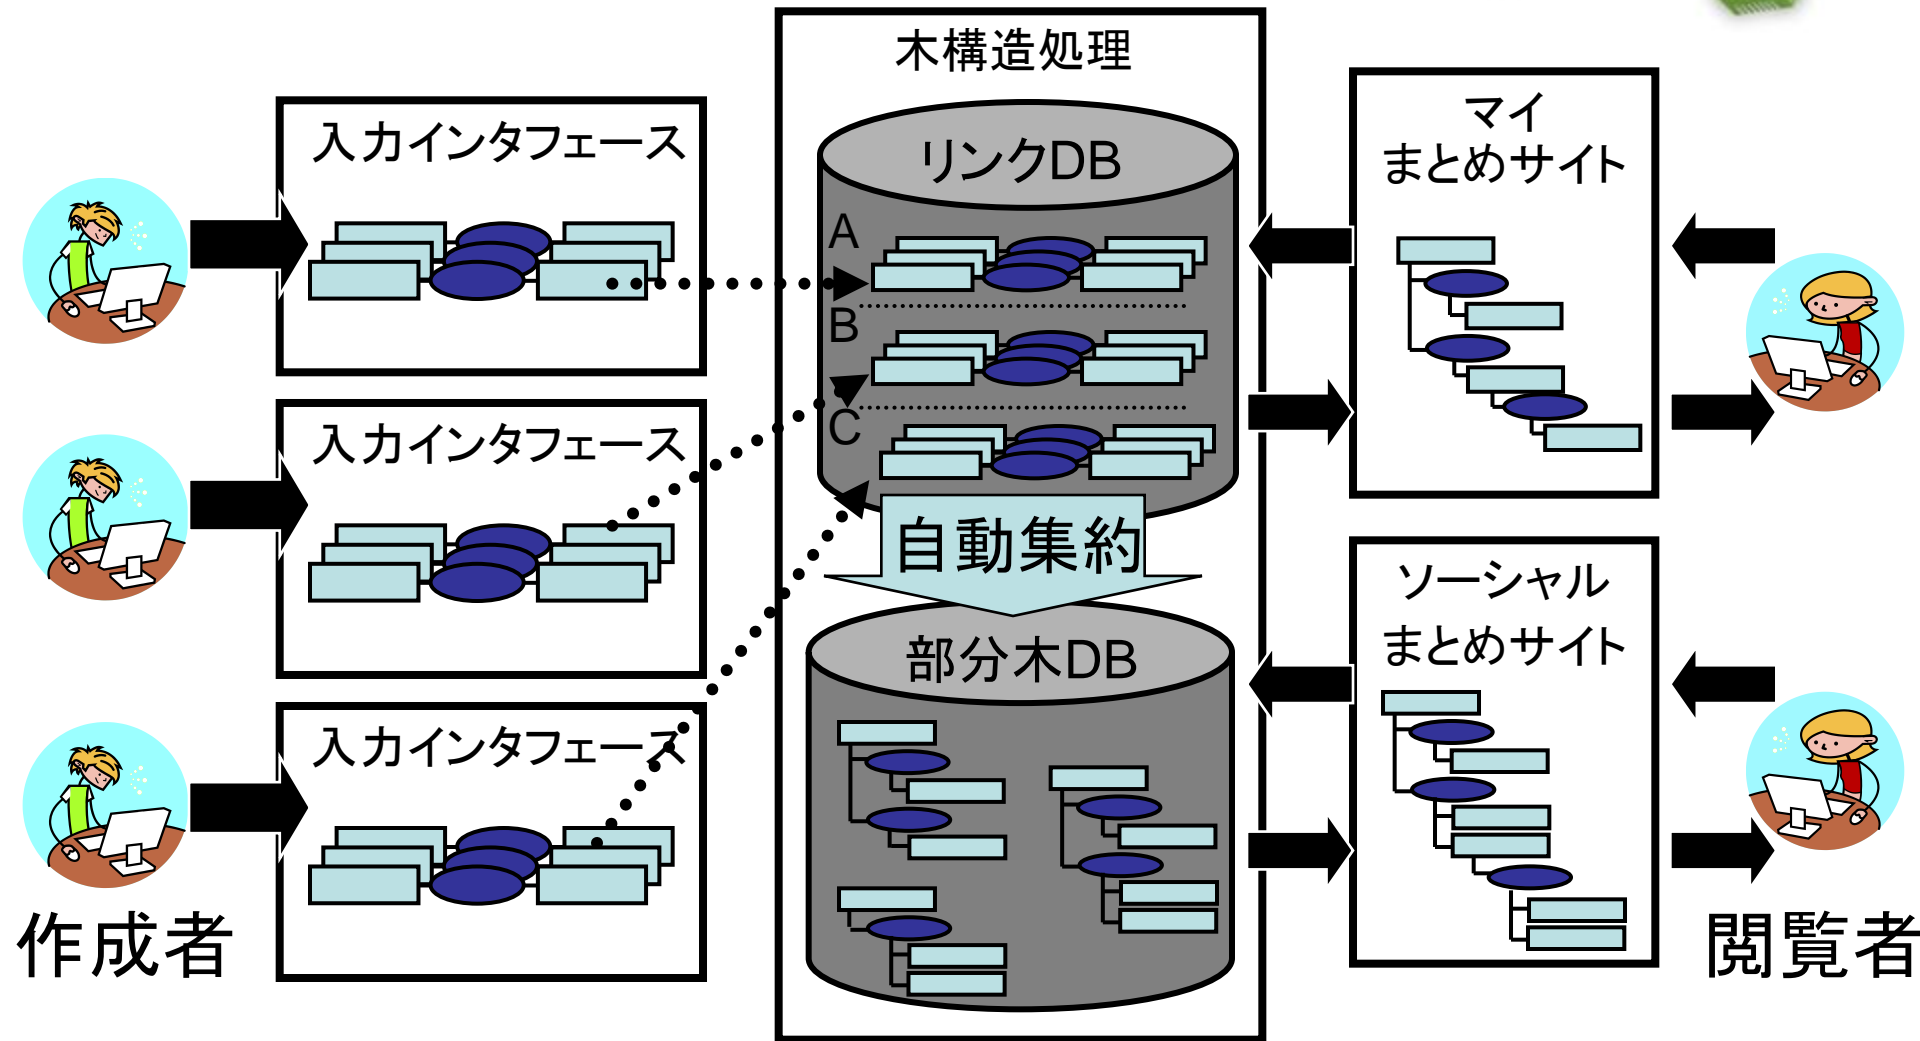 木構造処理
入力インタフェース
入力インタフェース
入力インタフェース
作成者
リンクDB
A
B
C
自動集約
部分木DB
マイ
まとめサイト
ソーシャル
まとめサイト
閲覧者